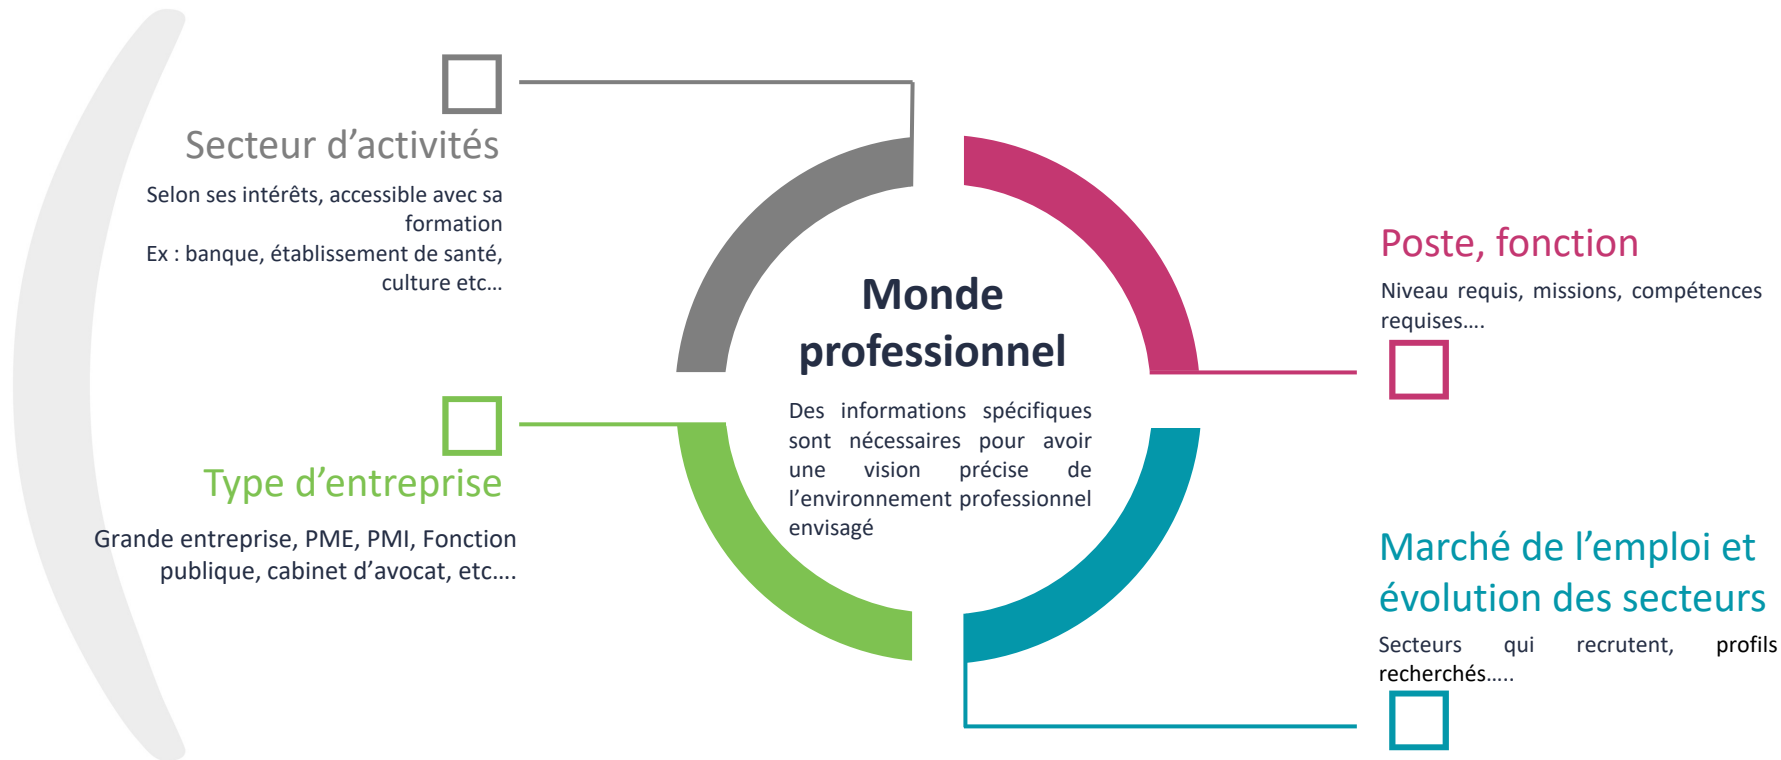 Secteur d’activités
Selon ses intérêts, accessible avec sa
formation
Ex : banque, établissement de santé,
culture etc…
Type d’entreprise
Grande entreprise, PME, PMI, Fonction
publique, cabinet d’avocat, etc….
Monde
professionnel
Des informations spécifiques
sont nécessaires pour avoir
une vision précise de
l’environnement professionnel
envisagé
Poste, fonction
Niveau requis, missions, compétences
requises….
Marché de l’emploi et
évolution des secteurs
Secteurs qui recrutent, profils
recherchés…..